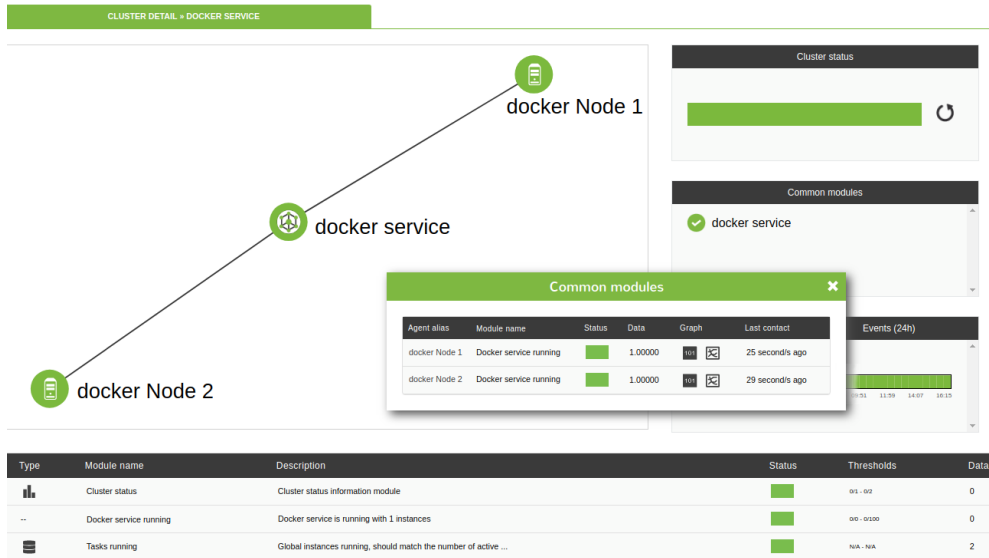 CLUSTER DETAIL » DOCKER SERVICE
docker Node 1
docker service
docker Node 2
Cluster status
Common modules
docker service
Common modules
Agent alias Module name Status Data Graph Last contact
docker Node 1 Docker service running 1.00000 101 25 second/s ago
docker Node 2 Docker service running 1.00000 101 29 second/s ago
Events (24h)
11:59 14:07 16:15
Type Module name Description Status Thresholds Data
Cluster status Cluster status information module 0/1 - 0/2 0
-- Docker service running Docker service is running with 1 instances 0/0 - 0/100 0
Tasks running Global instances running, should match the number of active ... N/A - N/A 2